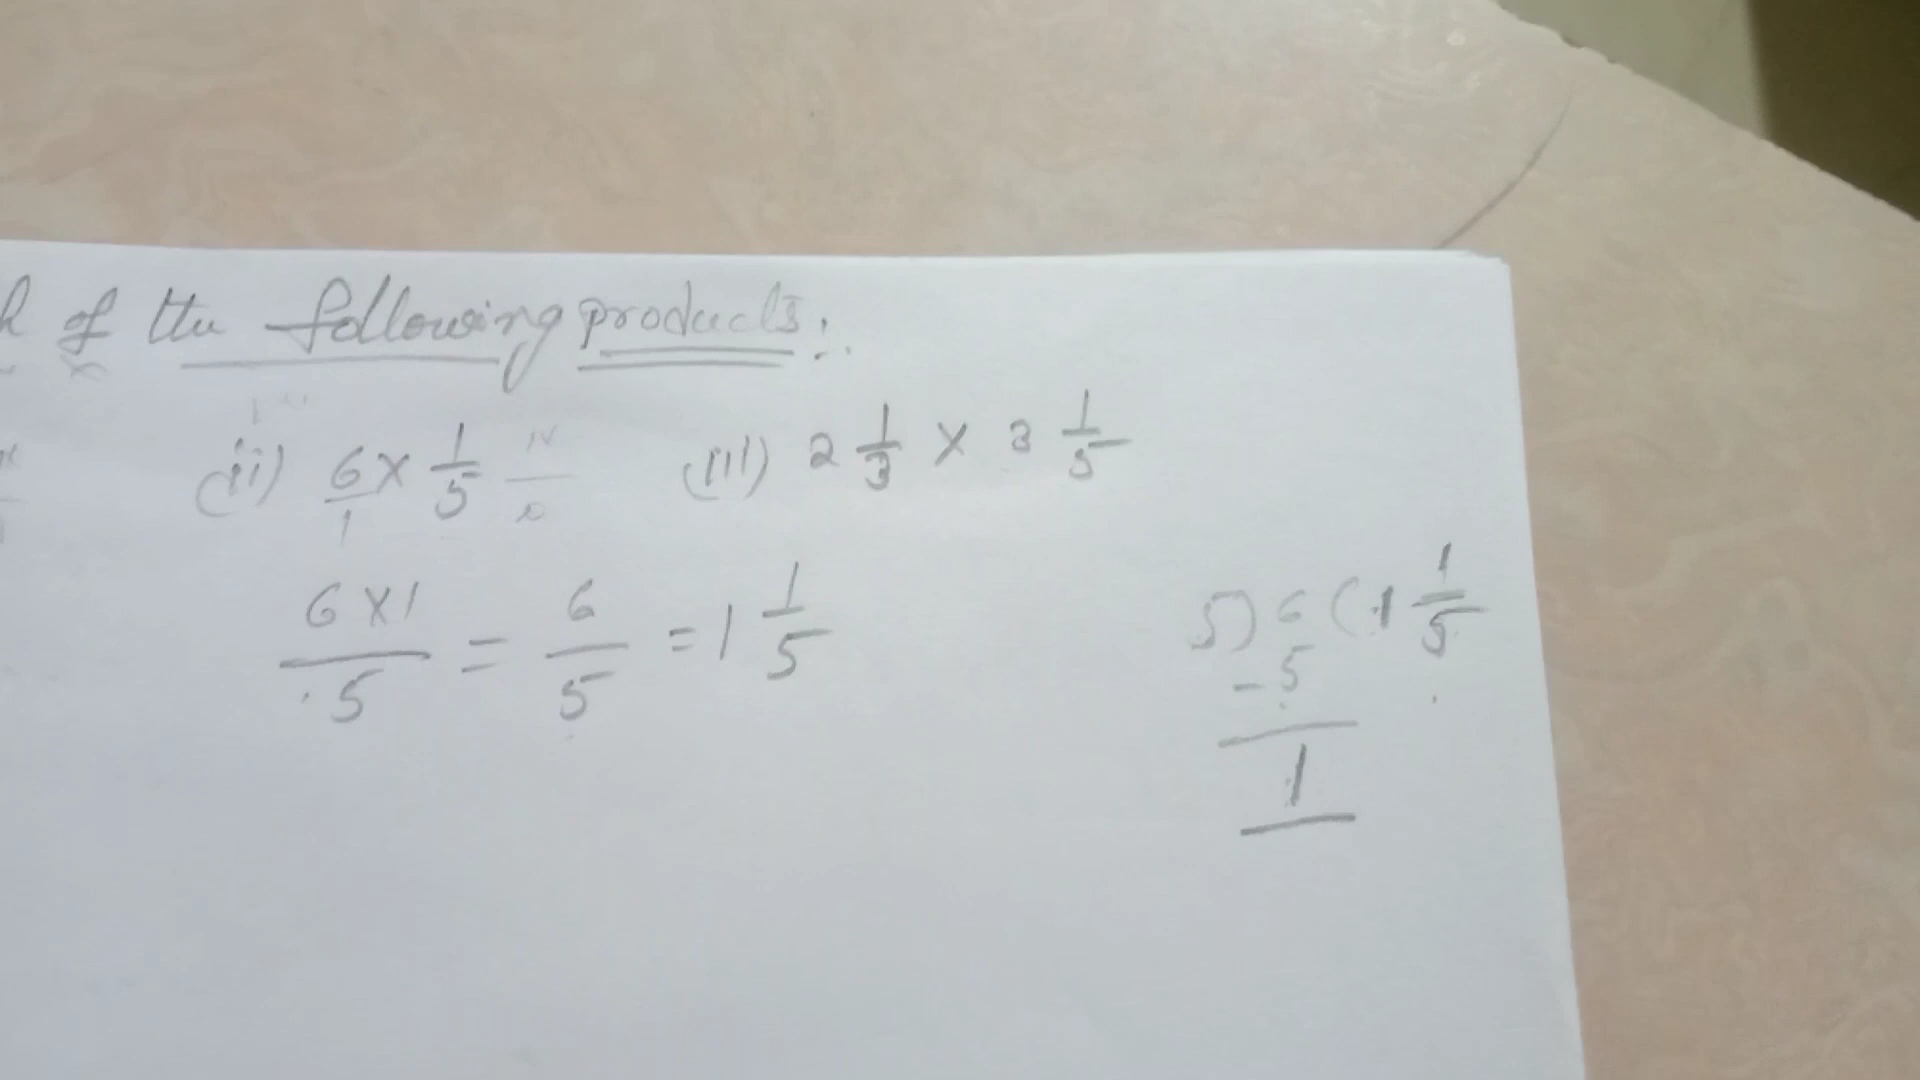 of the following products:
(ii) 6/1 × 1/5 (iii) 2 1/3 × 3 1/5
6×1/5 = 6/5 = 1 1/5
5) 6 (1 1/5
- 5
1